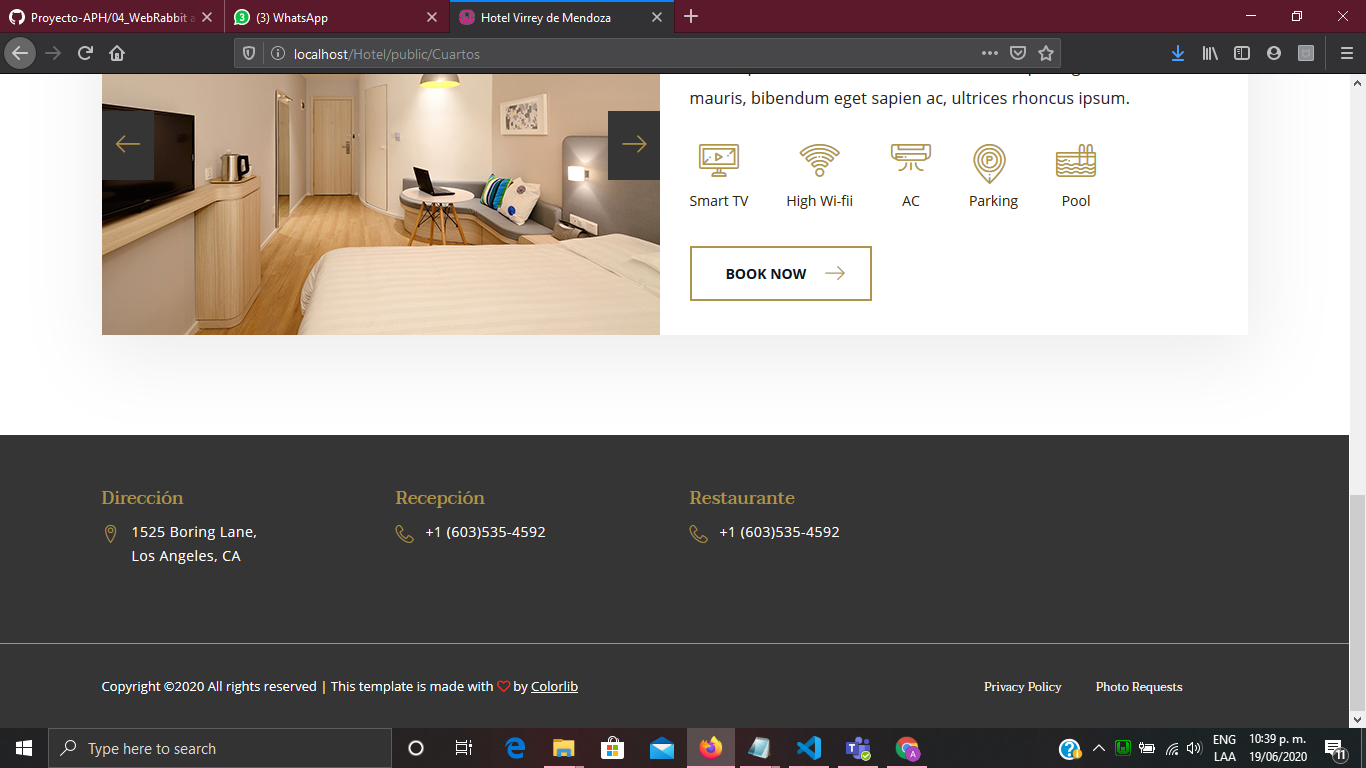 Proyecto-APH/04_WebRabbit a
(3) WhatsApp
Hotel Virrey de Mendoza
localhost/Hotel/public/Cuartos
mauris, bibendum eget sapien ac, ultrices rhoncus ipsum.
Smart TV
High Wi-fii
AC
Parking
Pool
BOOK NOW
Dirección
1525 Boring Lane,
Los Angeles, CA
Recepción
+1 (603)535-4592
Restaurante
+1 (603)535-4592
Copyright ©2020 All rights reserved | This template is made with by Colorlib
Privacy Policy
Photo Requests
Type here to search
ENG
LAA
10:39 p. m.
19/06/2020
11